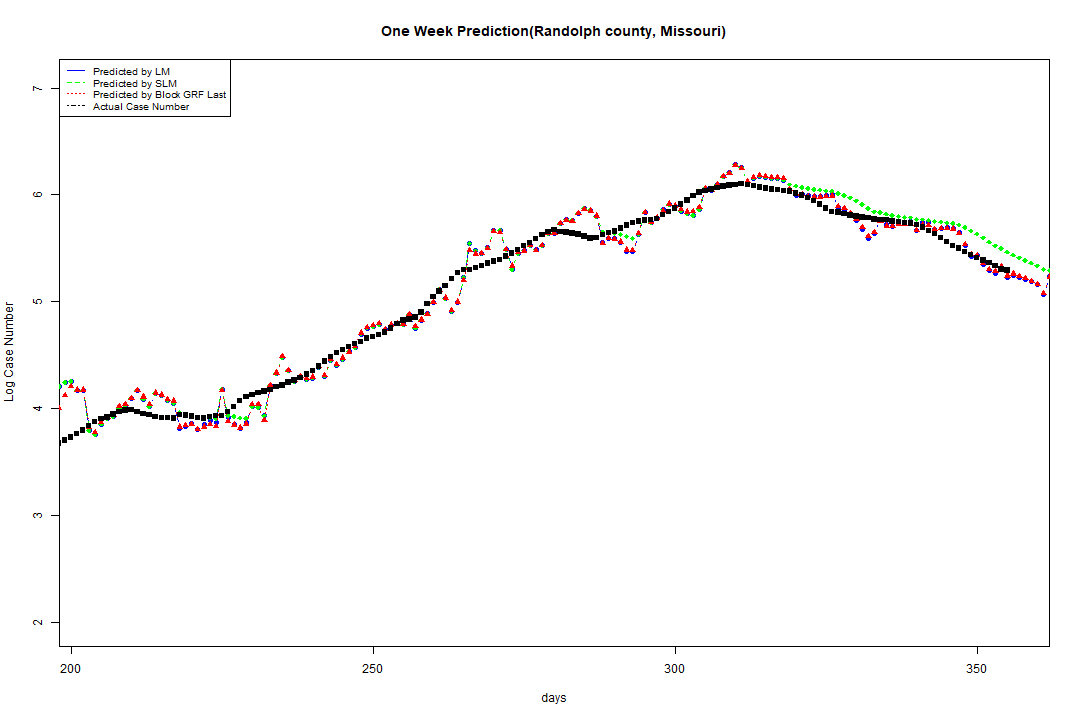 One Week Prediction(Randolph county, Missouri)
Predicted by LM
Predicted by SLM
Predicted by Block GRF Last
Actual Case Number
7
6
5
4
3
2
Log Case Number
200 250 300 350
days